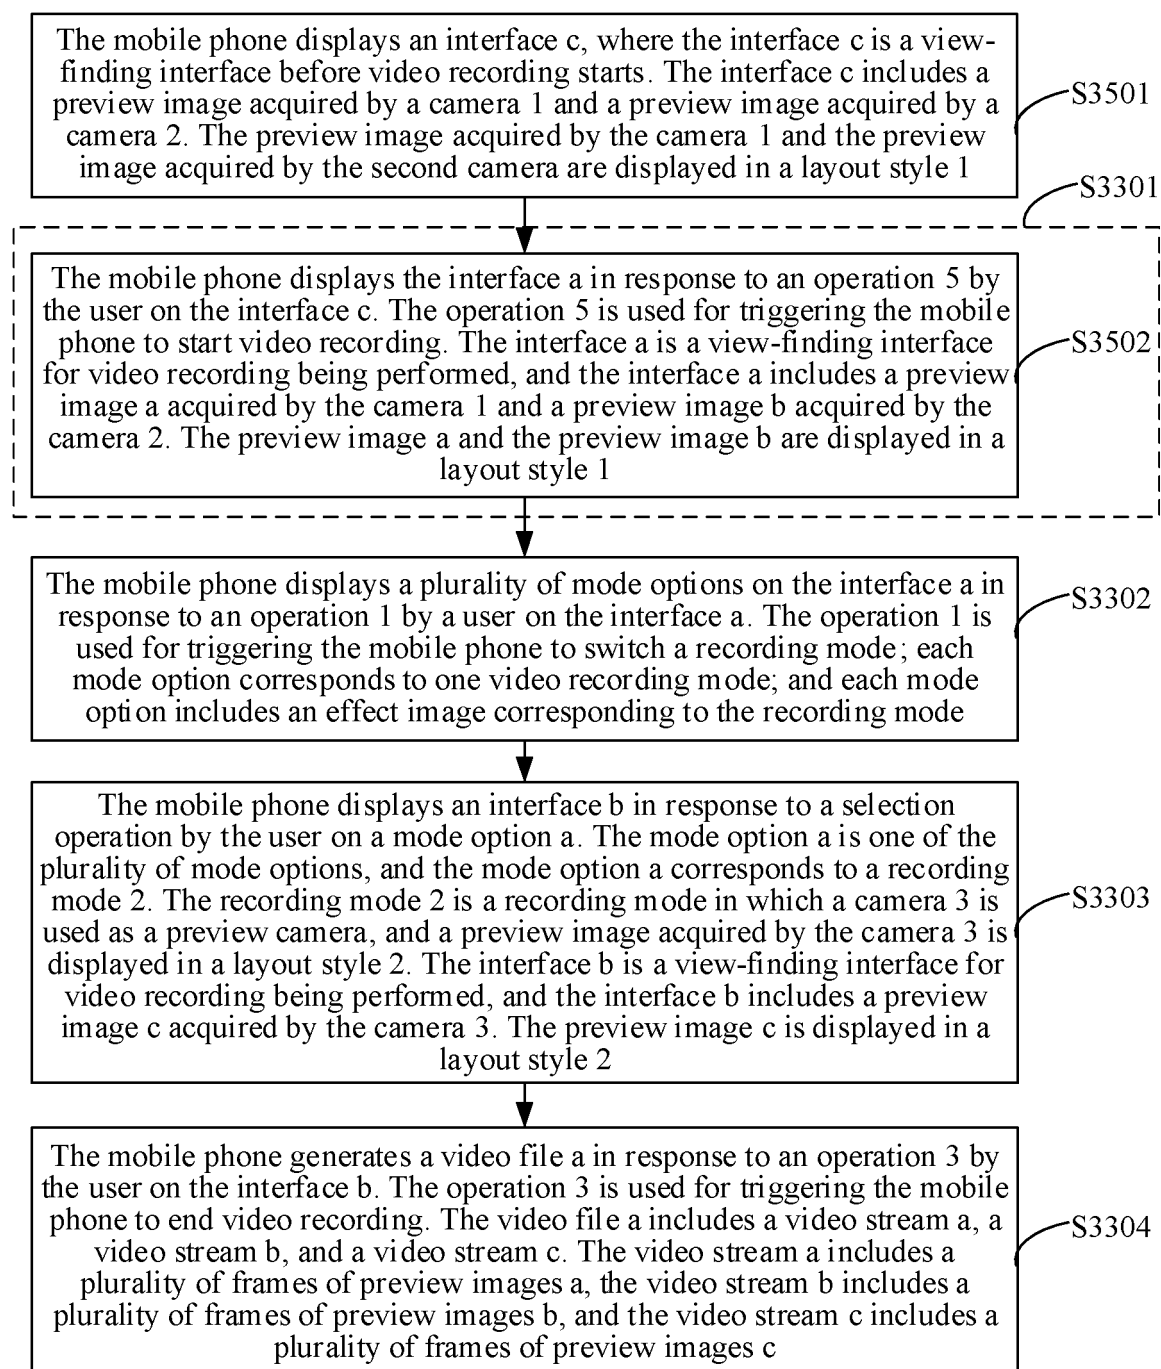 The mobile phone displays an interface c, where the interface c is a view-
finding interface before video recording starts. The interface c includes a
preview image acquired by a camera 1 and a preview image acquired by a
camera 2. The preview image acquired by the camera 1 and the preview
image acquired by the second camera are displayed in a layout style 1
S3501
S3301
The mobile phone displays the interface a in response to an operation 5 by
the user on the interface c. The operation 5 is used for triggering the mobile
phone to start video recording. The interface a is a view-finding interface
for video recording being performed, and the interface a includes a preview
image a acquired by the camera 1 and a preview image b acquired by the
camera 2. The preview image a and the preview image b are displayed in a
layout style 1
S3502
The mobile phone displays a plurality of mode options on the interface a in
response to an operation 1 by a user on the interface a. The operation 1 is
used for triggering the mobile phone to switch a recording mode; each
mode option corresponds to one video recording mode; and each mode
option includes an effect image corresponding to the recording mode
S3302
The mobile phone displays an interface b in response to a selection
operation by the user on a mode option a. The mode option a is one of the
plurality of mode options, and the mode option a corresponds to a recording
mode 2. The recording mode 2 is a recording mode in which a camera 3 is
used as a preview camera, and a preview image acquired by the camera 3 is
displayed in a layout style 2. The interface b is a view-finding interface for
video recording being performed, and the interface b includes a preview
image c acquired by the camera 3. The preview image c is displayed in a
layout style 2
S3303
The mobile phone generates a video file a in response to an operation 3 by
the user on the interface b. The operation 3 is used for triggering the mobile
phone to end video recording. The video file a includes a video stream a, a
video stream b, and a video stream c. The video stream a includes a
plurality of frames of preview images a, the video stream b includes a
plurality of frames of preview images b, and the video stream c includes a
plurality of frames of preview images c
S3304